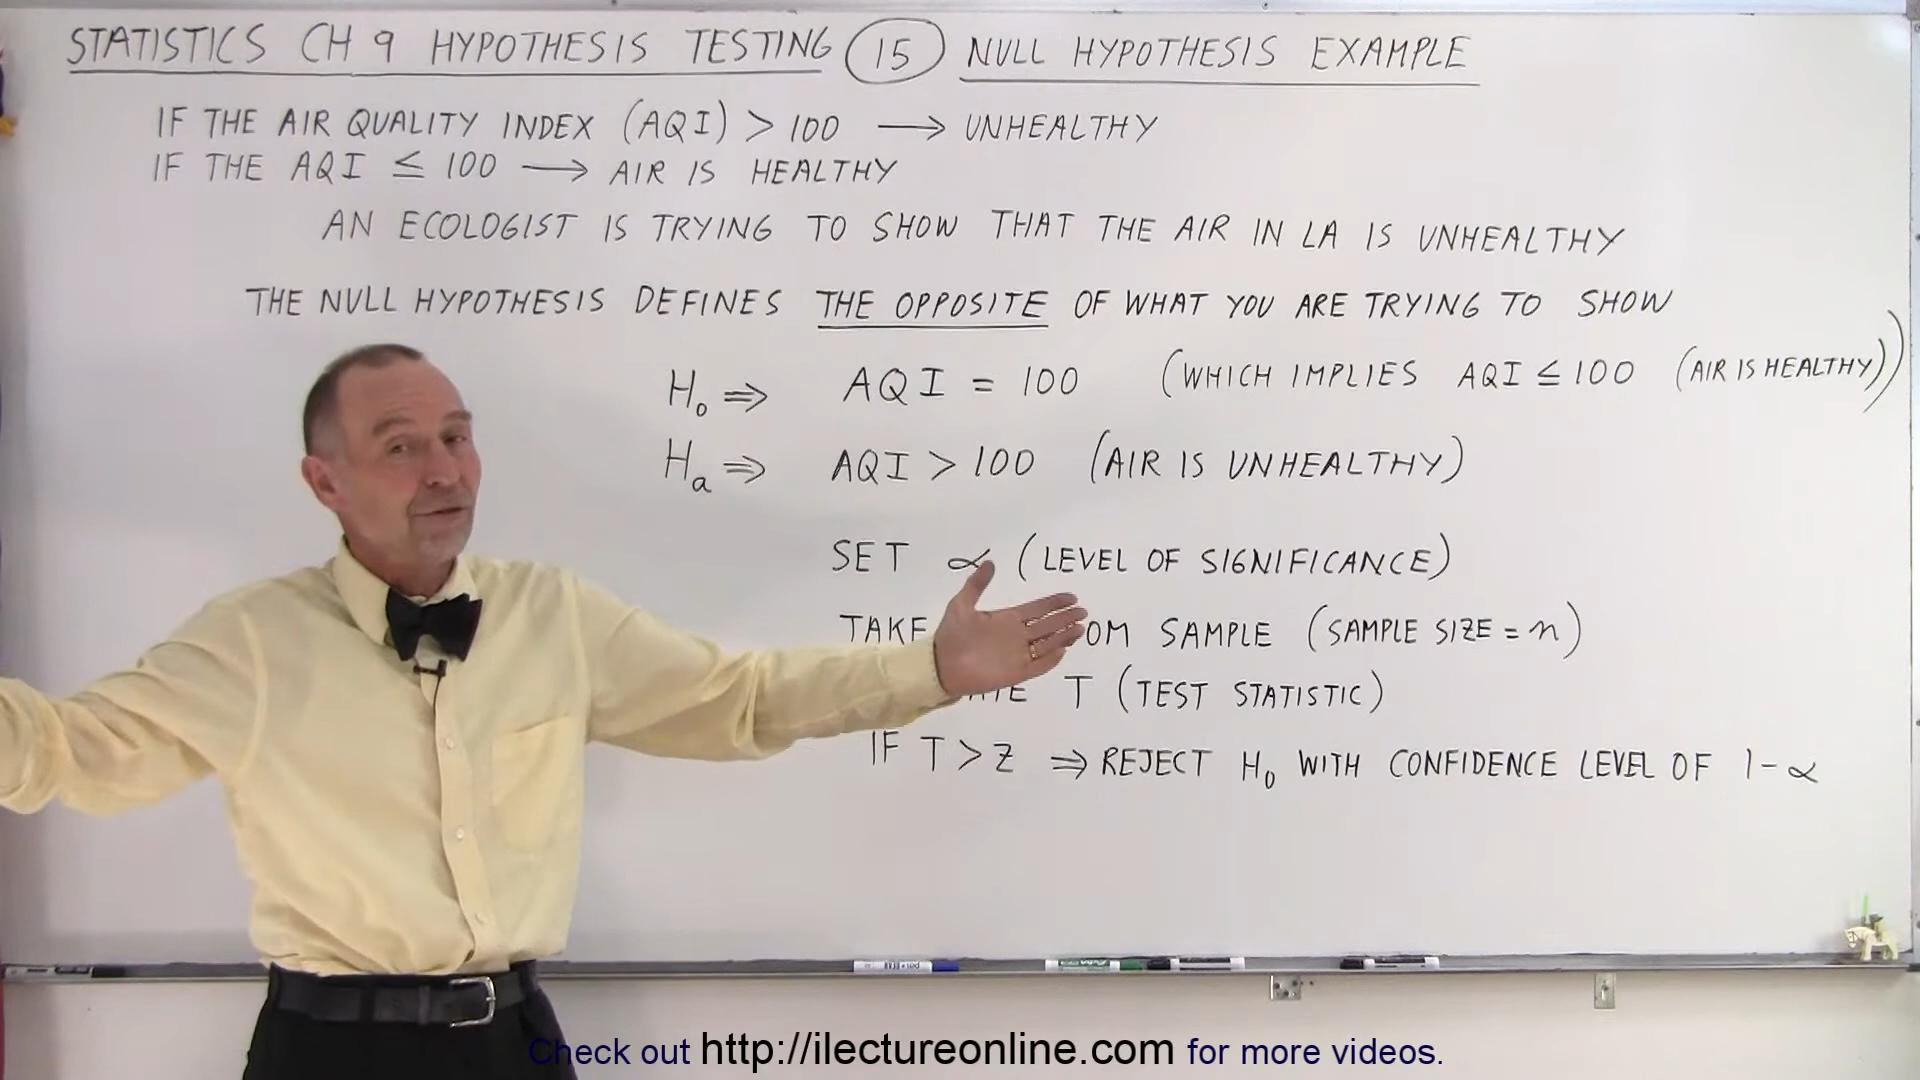 STATISTICS CH 9 HYPOTHESIS TESTING 15 NULL HYPOTHESIS EXAMPLE
IF THE AIR QUALITY INDEX (AQI) > 100 → UNHEALTHY
IF THE AQI ≤ 100 → AIR IS HEALTHY
AN ECOLOGIST IS TRYING TO SHOW THAT THE AIR IN LA IS UNHEALTHY
THE NULL HYPOTHESIS DEFINES THE OPPOSITE OF WHAT YOU ARE TRYING TO SHOW
H₀ ⇒ AQI = 100 (WHICH IMPLIES AQI ≤ 100 (AIR IS HEALTHY))
Hₐ ⇒ AQI > 100 (AIR IS UNHEALTHY)
SET α (LEVEL OF SIGNIFICANCE)
TAKE OM SAMPLE (SAMPLE SIZE = n)
T (TEST STATISTIC)
IF T > Z ⇒ REJECT H₀ WITH CONFIDENCE LEVEL OF 1 - α
Check out http://ilectureonline.com for more videos.